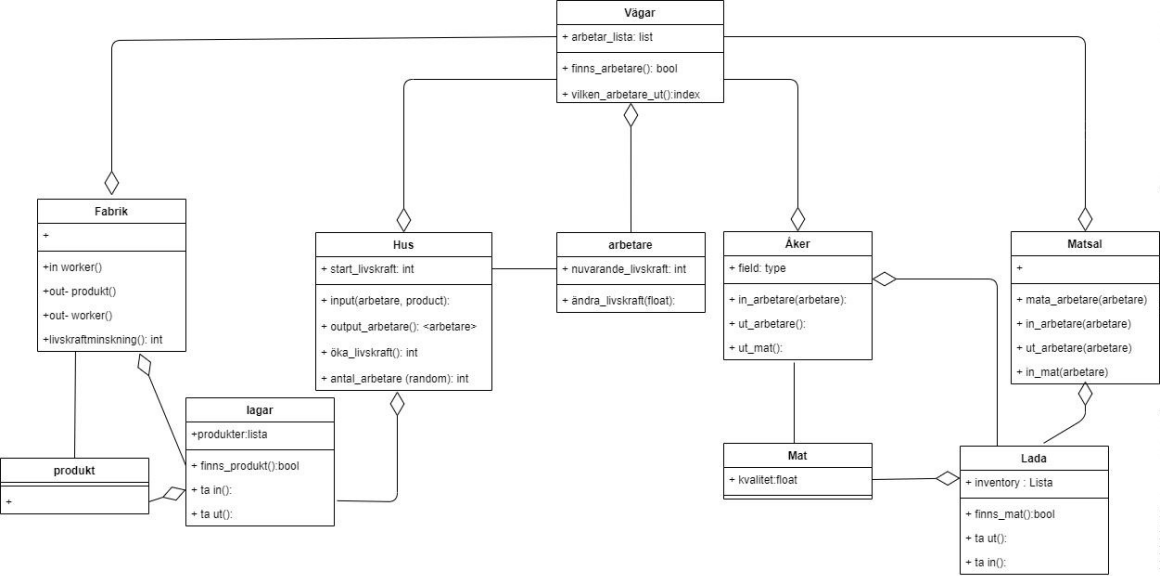 Vägar
+ arbetar_lista: list
+ finns_arbetare(): bool
+ vilken_arbetare_ut():index
Fabrik
+
+in worker()
+out- produkt()
+out- worker()
+livskraftminskning(): int
Hus
+ start_livskraft: int
+ input(arbetare, product):
+ output_arbetare(): <arbetare>
+ öka_livskraft(): int
+ antal_arbetare (random): int
arbetare
+ nuvarande_livskraft: int
+ ändra_livskraft(float):
Åker
+ field: type
+ in_arbetare(arbetare):
+ ut_arbetare():
+ ut_mat():
Matsal
+
+ mata_arbetare(arbetare)
+ in_arbetare(arbetare)
+ ut_arbetare(arbetare)
+ in_mat(arbetare)
produkt
+
lagar
+produkter:lista
+ finns_produkt():bool
+ ta in():
+ ta ut():
Mat
+ kvalitet:float
Lada
+ inventory : Lista
+ finns_mat():bool
+ ta ut():
+ ta in():